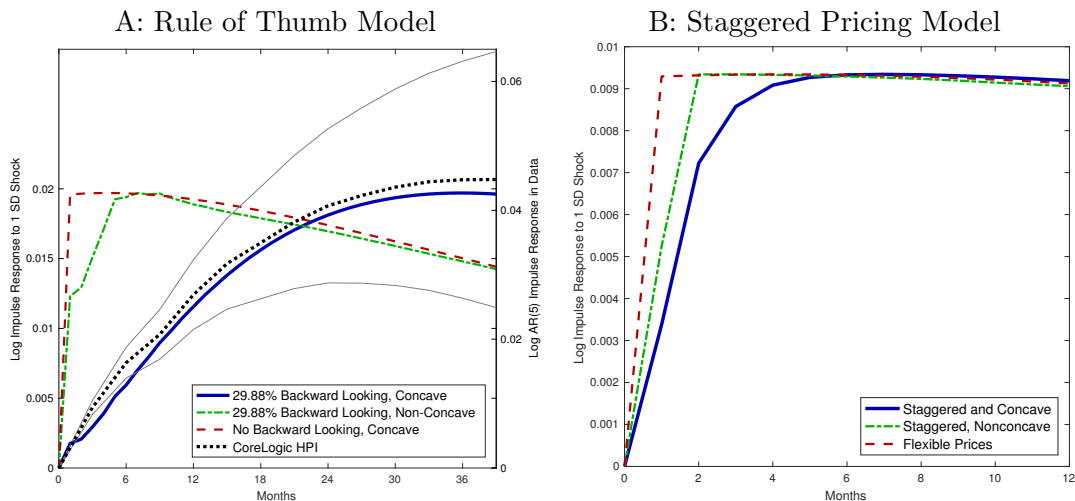 A: Rule of Thumb Model
Log Impulse Response to 1 SD Shock
0.02
0.015
0.01
0.005
0
0.06
0.04
0.02
0
Log AR(5) Impulse Response in Data
29.88% Backward Looking, Concave
29.88% Backward Looking, Non-Concave
No Backward Looking, Concave
CoreLogic HPI
0 6 12 18 24 30 36
Months
B: Staggered Pricing Model
Log Impulse Response to 1 SD Shock
0.01
0.009
0.008
0.007
0.006
0.005
0.004
0.003
0.002
0.001
0
Staggered and Concave
Staggered, Nonconcave
Flexible Prices
0 2 4 6 8 10 12
Months